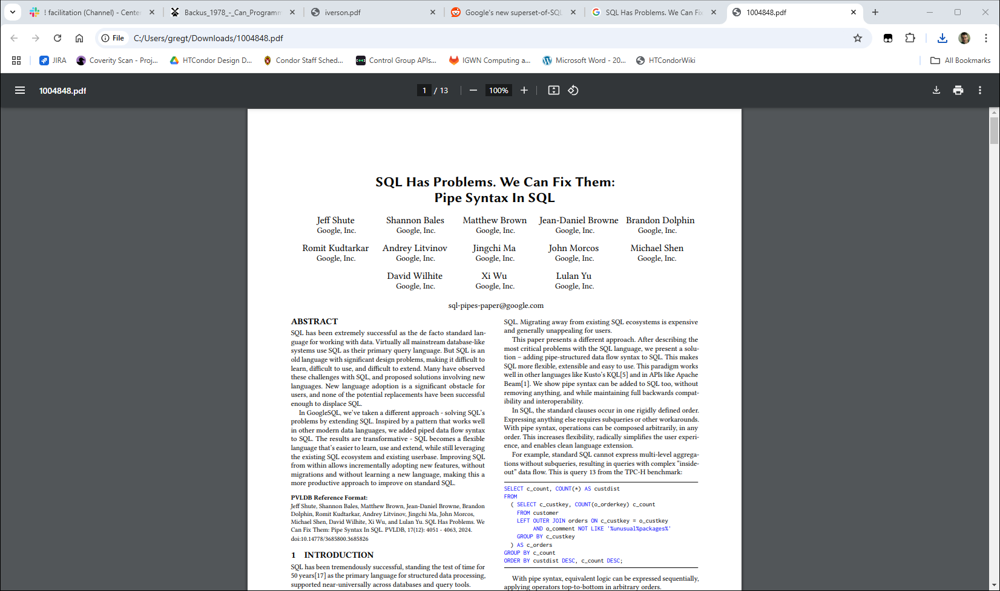 ! facilitation (Channel) - Cente
Backus_1978_-_Can_Programm
iverson.pdf
Google's new superset-of-SQL
SQL Has Problems. We Can Fix
1004848.pdf
File
C:/Users/gregt/Downloads/1004848.pdf
JIRA
Coverity Scan - Proj...
HTCondor Design D...
Condor Staff Sched...
Control Group APIs...
IGWN Computing a...
Microsoft Word - 20...
HTCondorWiki
All Bookmarks
1004848.pdf
1 / 13
100%
SQL Has Problems. We Can Fix Them:
Pipe Syntax In SQL
Jeff Shute Shannon Bales Matthew Brown Jean-Daniel Browne Brandon Dolphin
Google, Inc. Google, Inc. Google, Inc. Google, Inc. Google, Inc.
Romit Kudtarkar Andrey Litvinov Jingchi Ma John Morcos Michael Shen
Google, Inc. Google, Inc. Google, Inc. Google, Inc. Google, Inc.
David Wilhite Xi Wu Lulan Yu
Google, Inc. Google, Inc. Google, Inc.
sql-pipes-paper@google.com
ABSTRACT
SQL has been extremely successful as the de facto standard lan-
guage for working with data. Virtually all mainstream database-like
systems use SQL as their primary query language. But SQL is an
old language with significant design problems, making it difficult to
learn, difficult to use, and difficult to extend. Many have observed
these challenges with SQL, and proposed solutions involving new
languages. New language adoption is a significant obstacle for
users, and none of the potential replacements have been successful
enough to displace SQL.
In GoogleSQL, we've taken a different approach - solving SQL's
problems by extending SQL. Inspired by a pattern that works well
in other modern data languages, we added piped data flow syntax
to SQL. The results are transformative - SQL becomes a flexible
language that's easier to learn, use and extend, while still leveraging
the existing SQL ecosystem and existing userbase. Improving SQL
from within allows incrementally adopting new features, without
migrations and without learning a new language, making this a
more productive approach to improve on standard SQL.
PVLDB Reference Format:
Jeff Shute, Shannon Bales, Matthew Brown, Jean-Daniel Browne, Brandon
Dolphin, Romit Kudtarkar, Andrey Litvinov, Jingchi Ma, John Morcos,
Michael Shen, David Wilhite, Xi Wu, and Lulan Yu. SQL Has Problems. We
Can Fix Them: Pipe Syntax In SQL. PVLDB, 17(12): 4051 - 4063, 2024.
doi:10.14778/3685800.3685826
1 INTRODUCTION
SQL has been tremendously successful, standing the test of time for
50 years[17] as the primary language for structured data processing,
supported near-universally across databases and query tools.
SQL. Migrating away from existing SQL ecosystems is expensive
and generally unappealing for users.
This paper presents a different approach. After describing the
most critical problems with the SQL language, we present a solu-
tion – adding pipe-structured data flow syntax to SQL. This makes
SQL more flexible, extensible and easy to use. This paradigm works
well in other languages like Kusto's KQL[5] and in APIs like Apache
Beam[1]. We show pipe syntax can be added to SQL too, without
removing anything, and while maintaining full backwards compat-
ibility and interoperability.
In SQL, the standard clauses occur in one rigidly defined order.
Expressing anything else requires subqueries or other workarounds.
With pipe syntax, operations can be composed arbitrarily, in any
order. This increases flexibility, radically simplifies the user experi-
ence, and enables clean language extension.
For example, standard SQL cannot express multi-level aggrega-
tions without subqueries, resulting in queries with complex “inside-
out” data flow. This is query 13 from the TPC-H benchmark:
SELECT c_count, COUNT(*) AS custdist
FROM
( SELECT c_custkey, COUNT(o_orderkey) c_count
FROM customer
LEFT OUTER JOIN orders ON c_custkey = o_custkey
AND o_comment NOT LIKE '%unusual%packages%'
GROUP BY c_custkey
) AS c_orders
GROUP BY c_count
ORDER BY custdist DESC, c_count DESC;
With pipe syntax, equivalent logic can be expressed sequentially,
applying operators top-to-bottom in arbitrary orders.